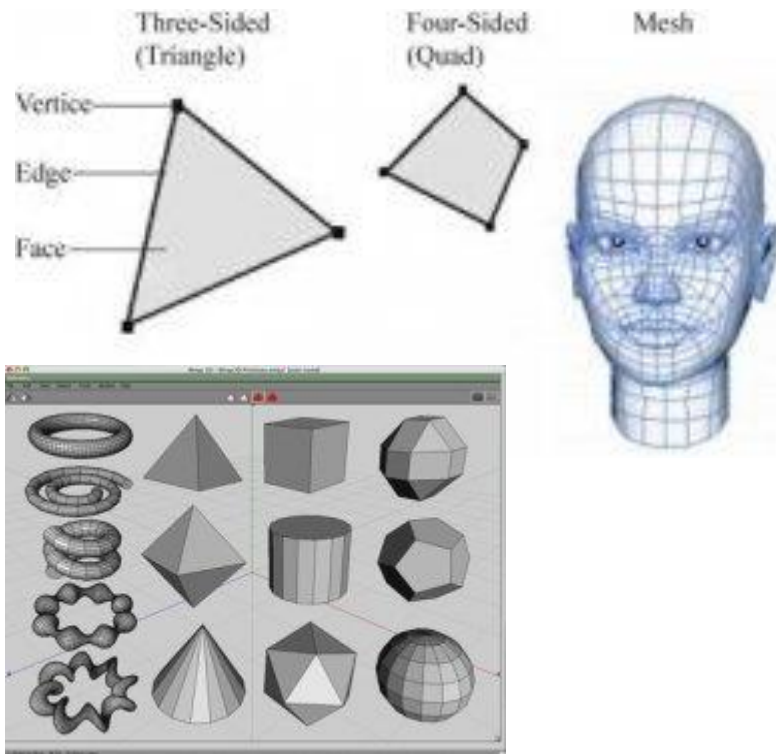 Three-Sided
(Triangle)
Four-Sided
(Quad)
Mesh
Vertice
Edge
Face